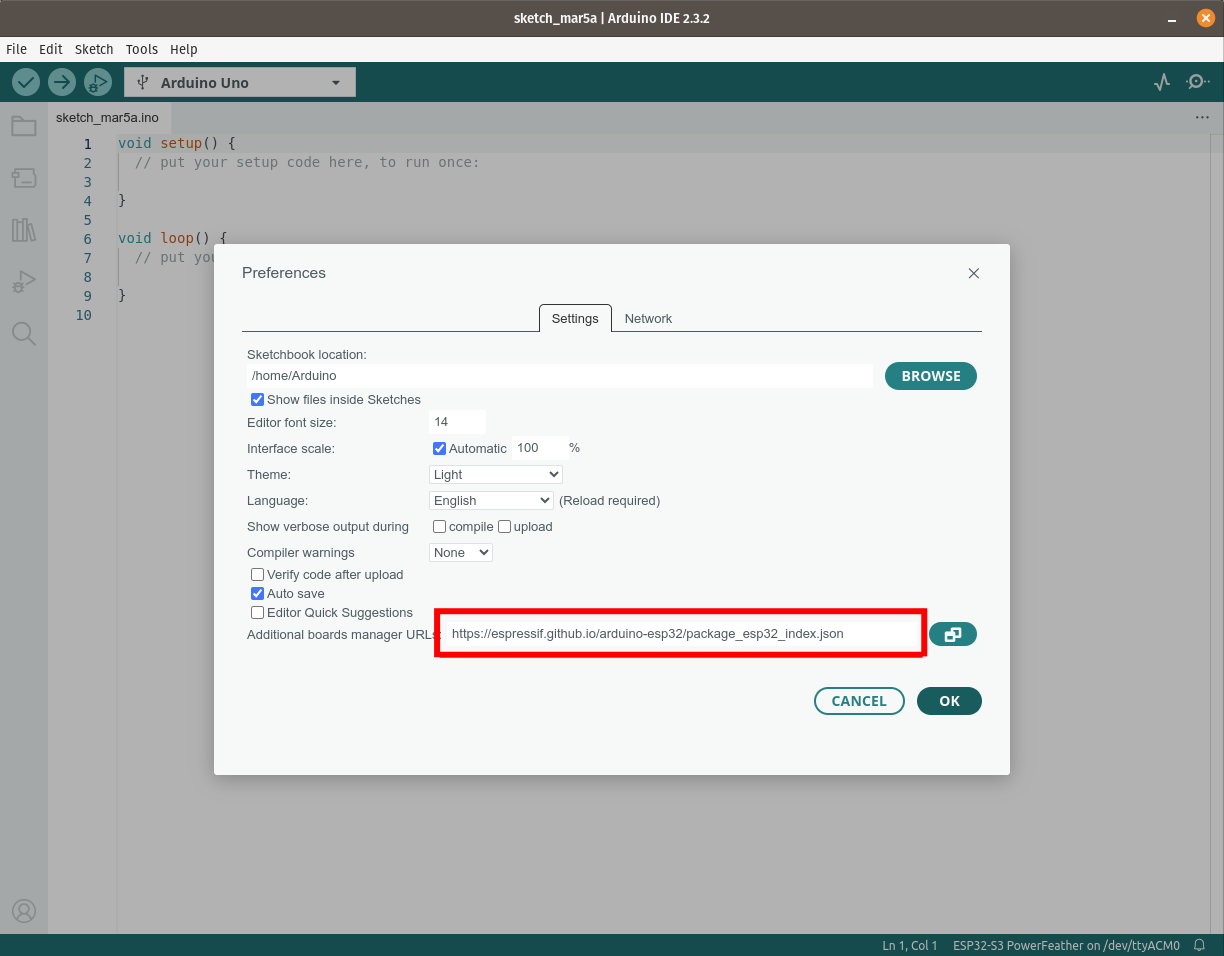 sketch_mar5a | Arduino IDE 2.3.2
File Edit Sketch Tools Help
Arduino Uno
sketch_mar5a.ino
1 void setup() {
2 // put your setup code here, to run once:
3
4 }
5
6 void loop() {
7 // put you
8
9 }
10
Preferences
Settings Network
Sketchbook location:
/home/Arduino BROWSE
Show files inside Sketches
Editor font size: 14
Interface scale: Automatic 100 %
Theme: Light
Language: English (Reload required)
Show verbose output during compile upload
Compiler warnings None
Verify code after upload
Auto save
Editor Quick Suggestions
Additional boards manager URLs: https://espressif.github.io/arduino-esp32/package_esp32_index.json
CANCEL OK
Ln 1, Col 1 ESP32-S3 PowerFeather on /dev/ttyACM0